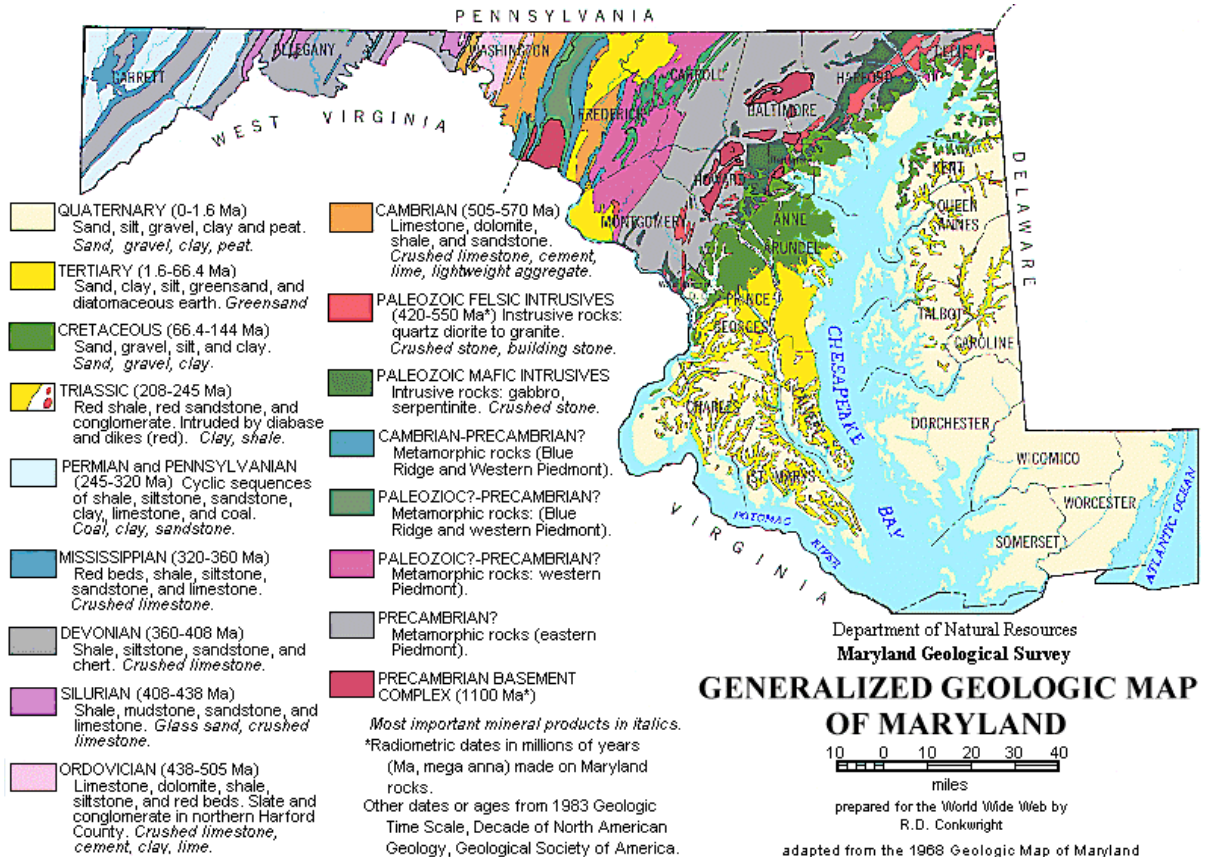 PENNSYLVANIA
GARRETT
ALLEGANY
WASHINGTON
FREDERICK
CARROLL
BALTIMORE
HARFORD
CECIL
WEST VIRGINIA
HOWARD
MONTGOMERY
ANNE
ARUNDEL
KENT
QUEEN
ANNES
DELAWARE
PRINCE
GEORGES
TALBOT
CAROLINE
CHARLES
CHESAPEAKE
BAY
DORCHESTER
ST. MARYS
WICOMICO
WORCESTER
SOMERSET
POTOMAC
RIVER
VIRGINIA
ATLANTIC OCEAN
QUATERNARY (0-1.6 Ma)
Sand, silt, gravel, clay and peat.
Sand, gravel, clay, peat.
TERTIARY (1.6-66.4 Ma)
Sand, clay, silt, greensand, and
diatomaceous earth. Greensand
CRETACEOUS (66.4-144 Ma)
Sand, gravel, silt, and clay.
Sand, gravel, clay.
TRIASSIC (208-245 Ma)
Red shale, red sandstone, and
conglomerate. Intruded by diabase
and dikes (red). Clay, shale.
PERMIAN and PENNSYLVANIAN
(245-320 Ma) Cyclic sequences
of shale, siltstone, sandstone,
clay, limestone, and coal.
Coal, clay, sandstone.
MISSISSIPPIAN (320-360 Ma)
Red beds, shale, siltstone,
sandstone, and limestone.
Crushed limestone.
DEVONIAN (360-408 Ma)
Shale, siltstone, sandstone, and
chert. Crushed limestone.
SILURIAN (408-438 Ma)
Shale, mudstone, sandstone, and
limestone. Glass sand, crushed
limestone.
ORDOVICIAN (438-505 Ma)
Limestone, dolomite, shale,
siltstone, and red beds. Slate and
conglomerate in northern Harford
County. Crushed limestone,
cement, clay, lime.
CAMBRIAN (505-570 Ma)
Limestone, dolomite,
shale, and sandstone.
Crushed limestone, cement,
lime, lightweight aggregate.
PALEOZOIC FELSIC INTRUSIVES
(420-550 Ma*) Instrusive rocks:
quartz diorite to granite.
Crushed stone, building stone.
PALEOZOIC MAFIC INTRUSIVES
Intrusive rocks: gabbro,
serpentinite. Crushed stone.
CAMBRIAN-PRECAMBRIAN?
Metamorphic rocks (Blue
Ridge and Western Piedmont).
PALEOZIOC?-PRECAMBRIAN?
Metamorphic rocks: (Blue
Ridge and western Piedmont).
PALEOZOIC?-PRECAMBRIAN?
Metamorphic rocks: western
Piedmont).
PRECAMBRIAN?
Metamorphic rocks (eastern
Piedmont).
PRECAMBRIAN BASEMENT
COMPLEX (1100 Ma*)
Most important mineral products in italics.
*Radiometric dates in millions of years
(Ma, mega anna) made on Maryland
rocks.
Other dates or ages from 1983 Geologic
Time Scale, Decade of North American
Geology, Geological Society of America.
Department of Natural Resources
Maryland Geological Survey
GENERALIZED GEOLOGIC MAP
OF MARYLAND
10 0 10 20 30 40
miles
prepared for the World Wide Web by
R.D. Conkwright
adapted from the 1968 Geologic Map of Maryland